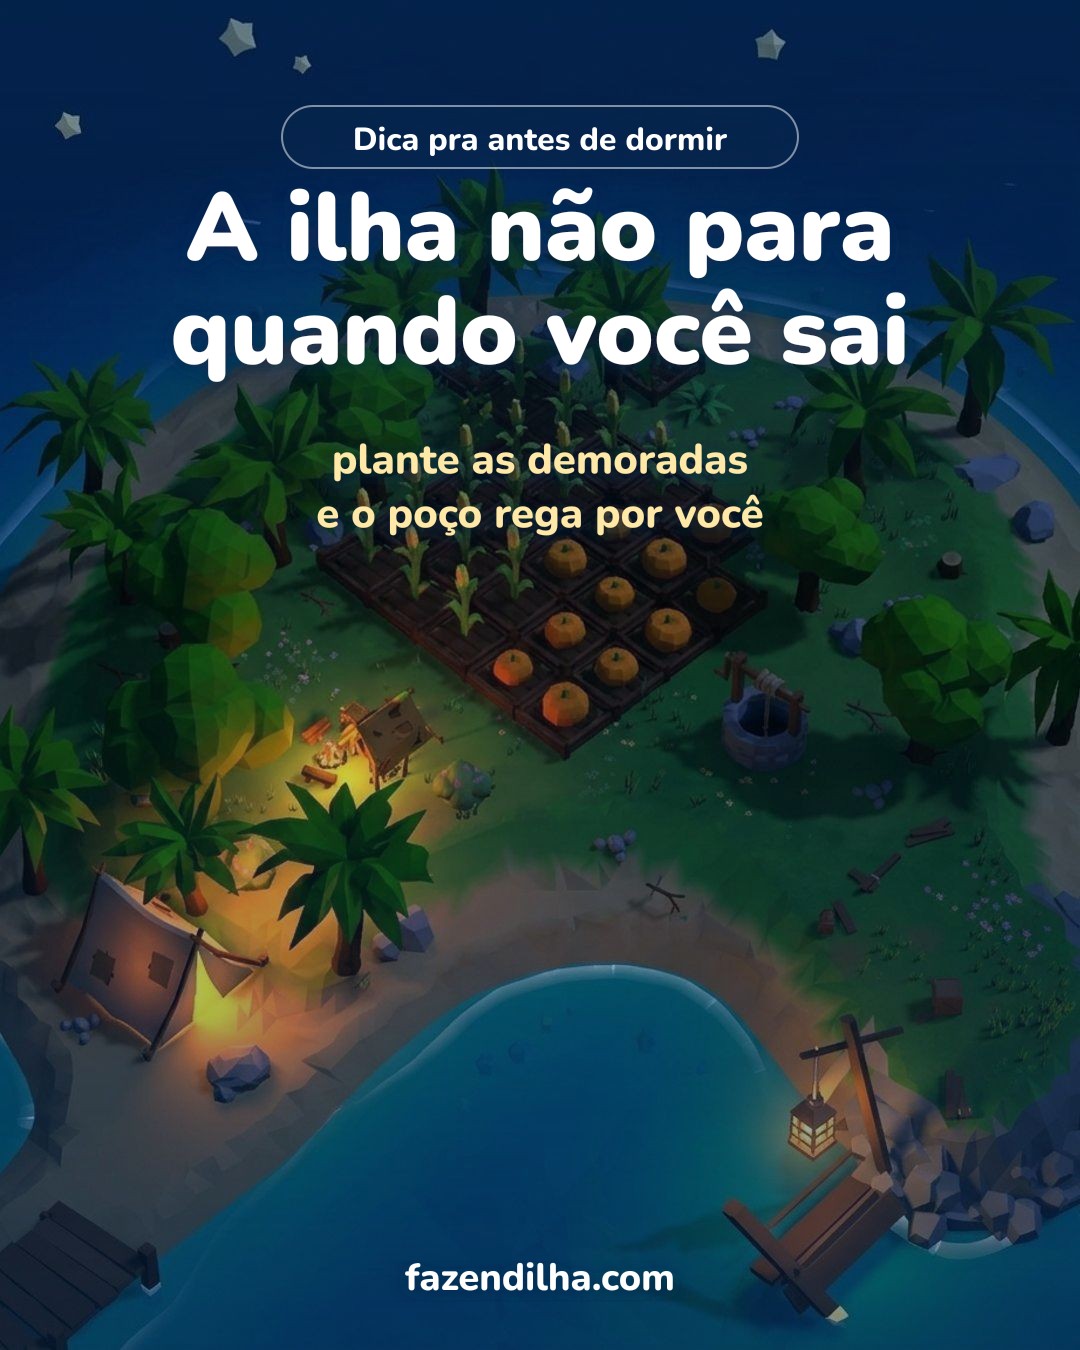 Dica pra antes de dormir
A ilha não para
quando você sai
plante as demoradas
e o poço rega por você
fazendilha.com